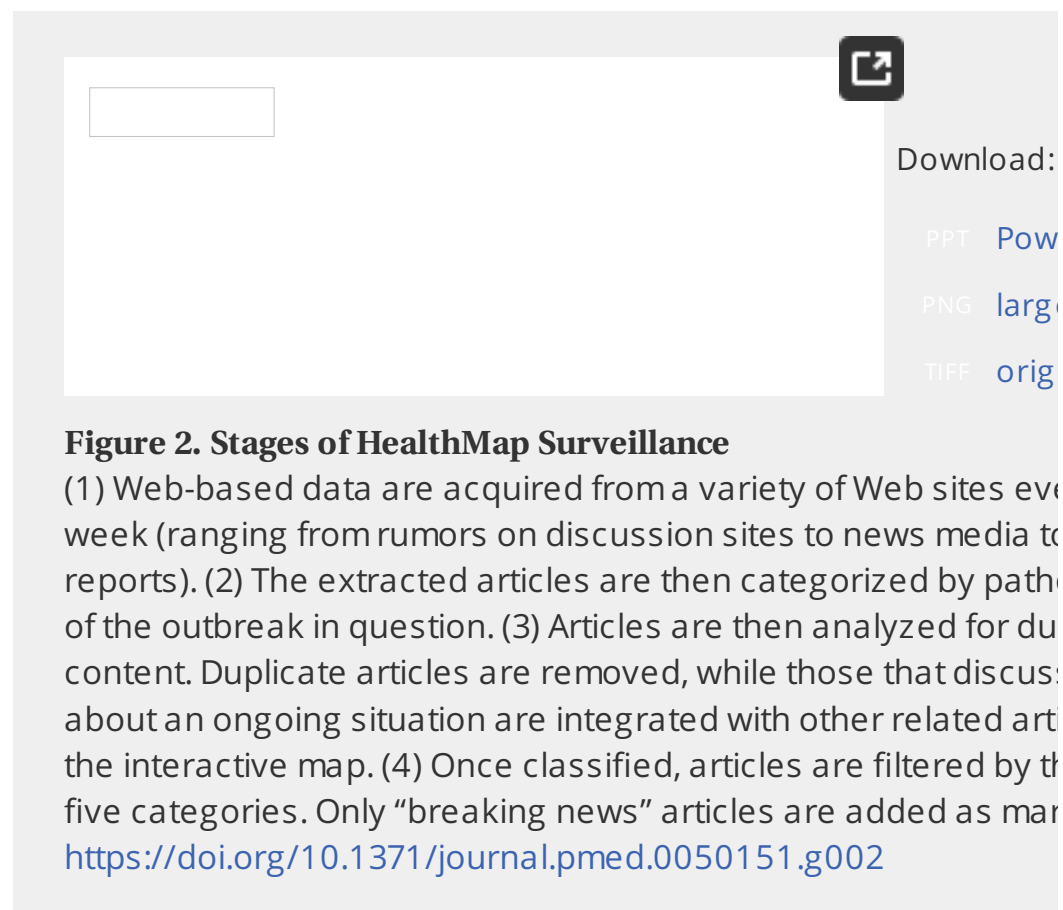 Download:
PPT Pow
PNG larg
TIFF orig
Figure 2. Stages of HealthMap Surveillance
(1) Web-based data are acquired from a variety of Web sites eve
week (ranging from rumors on discussion sites to news media to
reports). (2) The extracted articles are then categorized by path
of the outbreak in question. (3) Articles are then analyzed for du
content. Duplicate articles are removed, while those that discuss
about an ongoing situation are integrated with other related arti
the interactive map. (4) Once classified, articles are filtered by th
five categories. Only “breaking news” articles are added as mar
https://doi.org/10.1371/journal.pmed.0050151.g002